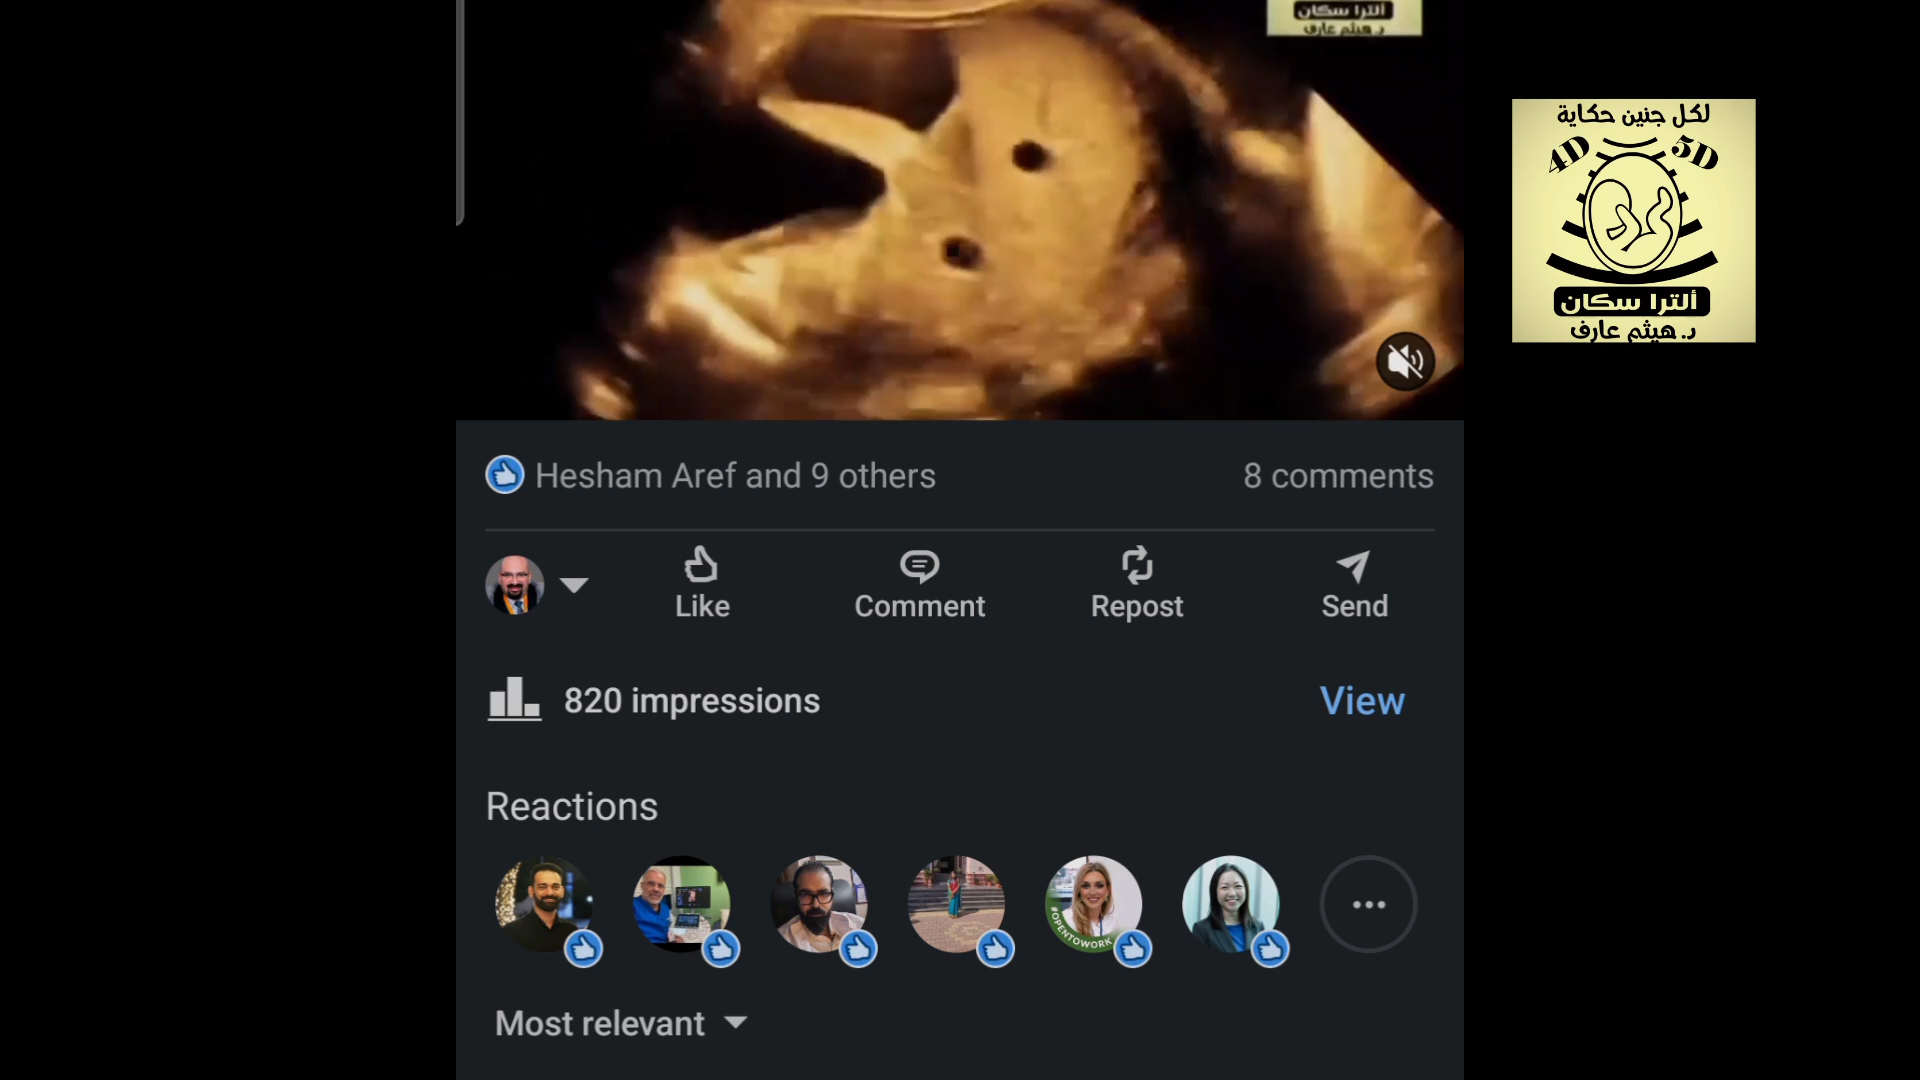 ألترا سكان
د. هيثم عارف
لكل جنين حكاية
4D 5D
ألترا سكان
د. هيثم عارف
Hesham Aref and 9 others
8 comments
Like
Comment
Repost
Send
820 impressions
View
Reactions
#OPENTOWORK
Most relevant